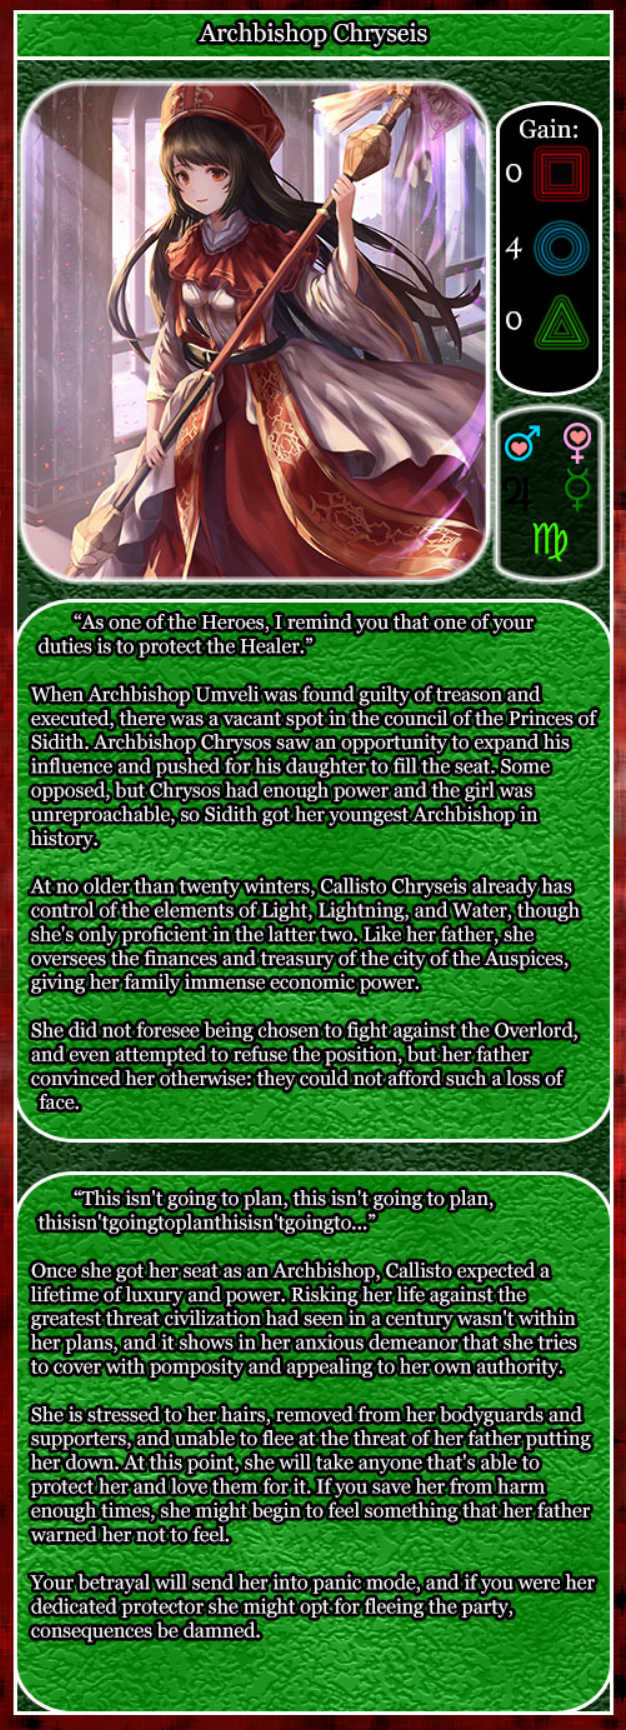 Archbishop Chryseis
Gain:
0
4
0
“As one of the Heroes, I remind you that one of your
duties is to protect the Healer.”
When Archbishop Umveli was found guilty of treason and
executed, there was a vacant spot in the council of the Princes of
Sidith. Archbishop Chrysos saw an opportunity to expand his
influence and pushed for his daughter to fill the seat. Some
opposed, but Chrysos had enough power and the girl was
unreproachable, so Sidith got her youngest Archbishop in
history.
At no older than twenty winters, Callisto Chryseis already has
control of the elements of Light, Lightning, and Water, though
she's only proficient in the latter two. Like her father, she
oversees the finances and treasury of the city of the Auspices,
giving her family immense economic power.
She did not foresee being chosen to fight against the Overlord,
and even attempted to refuse the position, but her father
convinced her otherwise: they could not afford such a loss of
face.
“This isn't going to plan, this isn't going to plan,
thisisn'tgoingtoplanthisisn'tgoingto...”
Once she got her seat as an Archbishop, Callisto expected a
lifetime of luxury and power. Risking her life against the
greatest threat civilization had seen in a century wasn't within
her plans, and it shows in her anxious demeanor that she tries
to cover with pomposity and appealing to her own authority.
She is stressed to her hairs, removed from her bodyguards and
supporters, and unable to flee at the threat of her father putting
her down. At this point, she will take anyone that's able to
protect her and love them for it. If you save her from harm
enough times, she might begin to feel something that her father
warned her not to feel.
Your betrayal will send her into panic mode, and if you were her
dedicated protector she might opt for fleeing the party,
consequences be damned.